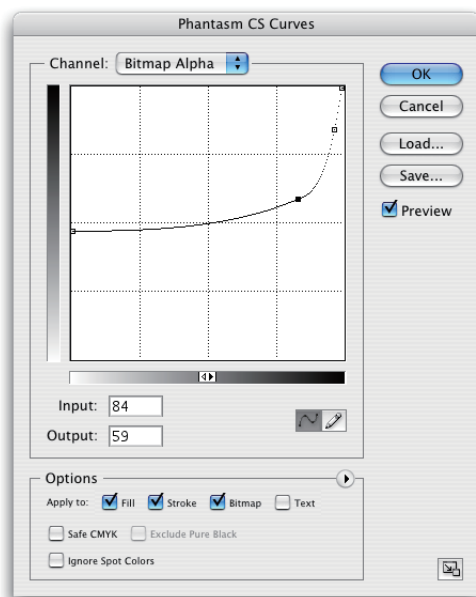 Phantasm CS Curves
Channel: Bitmap Alpha
OK
Cancel
Load...
Save...
Preview
Input: 84
Output: 59
Options
Apply to: Fill Stroke Bitmap Text
Safe CMYK Exclude Pure Black
Ignore Spot Colors